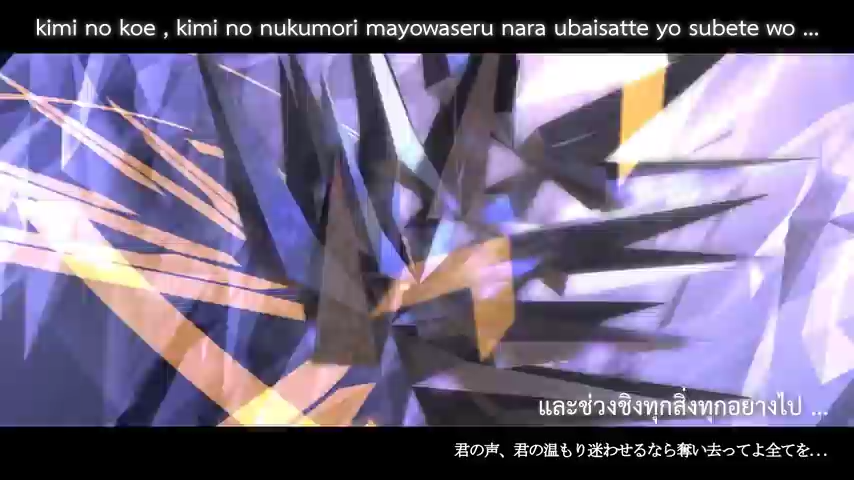 kimi no koe , kimi no nukumori mayowaseru nara ubaisatte yo subete wo ...
และช่วงชิงทุกสิ่งทุกอย่างไป ...
君の声、君の温もり迷わせるなら奪い去ってよ全てを...